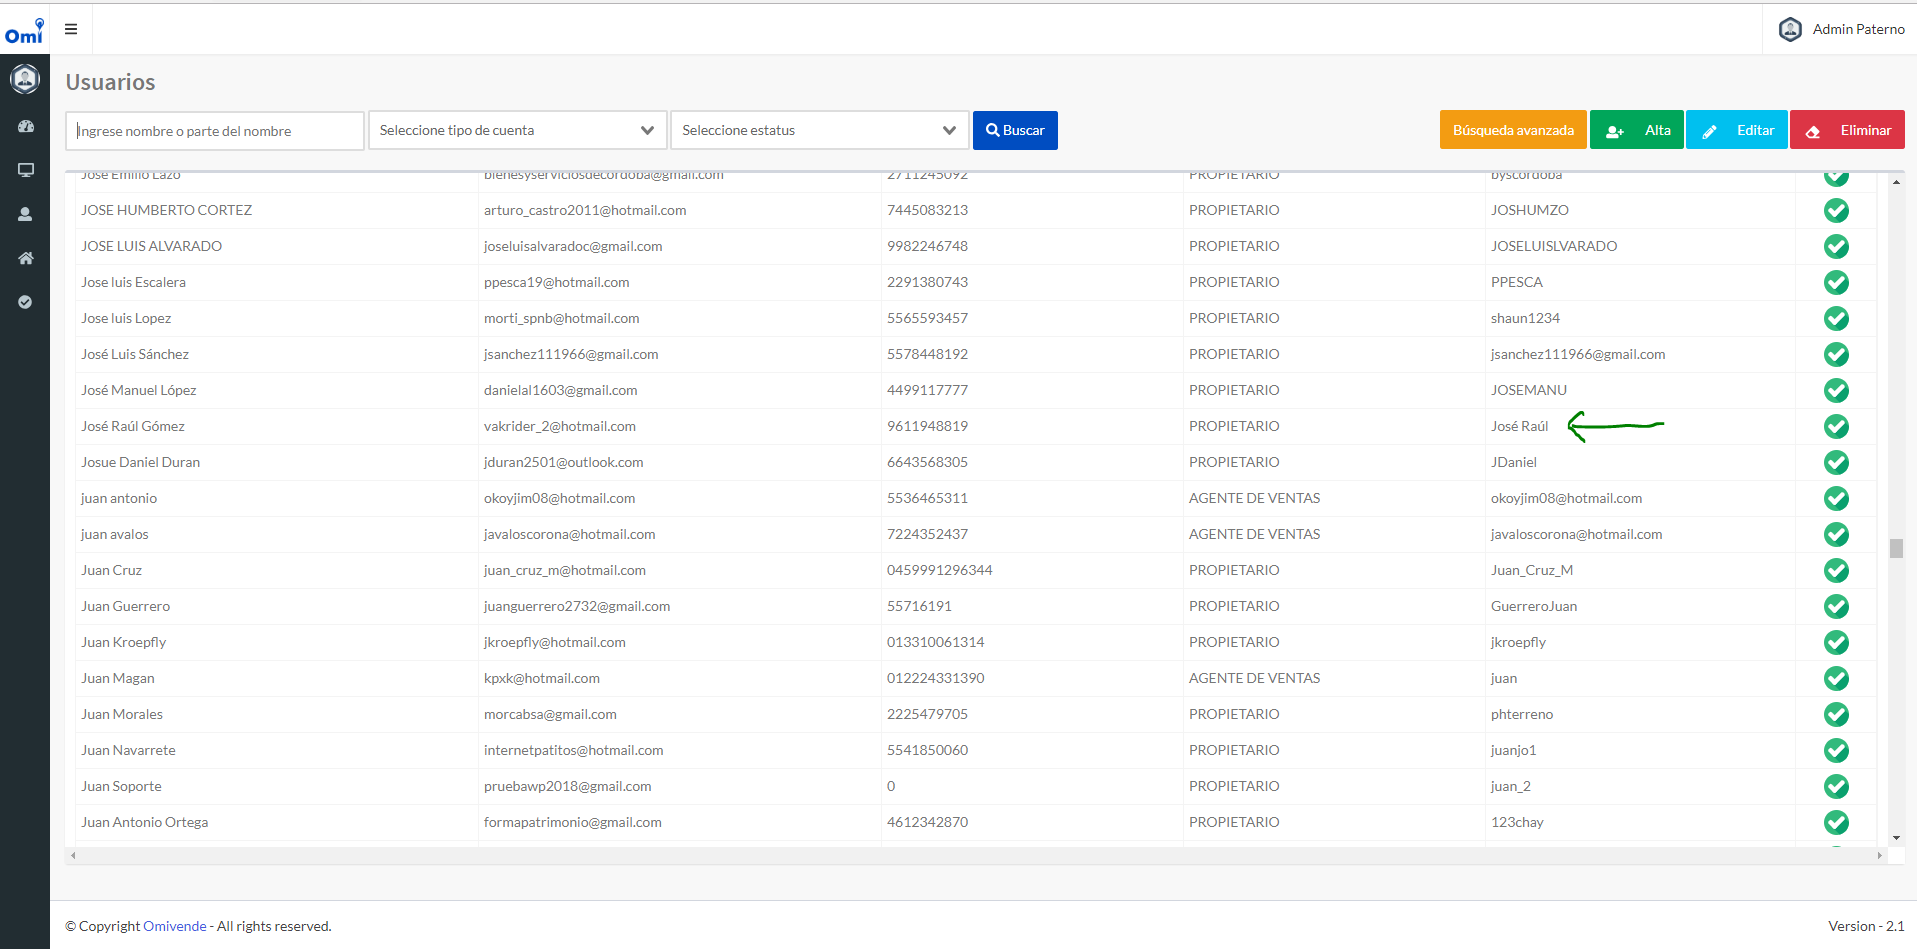 Omi
Admin Paterno
Usuarios
Ingrese nombre o parte del nombre Seleccione tipo de cuenta Seleccione estatus Buscar Búsqueda avanzada Alta Editar Eliminar
Jose Emilio Lazo bienesyserviciosdecordoba@gmail.com 2711245092 PROPIETARIO byscordoba
JOSE HUMBERTO CORTEZ arturo_castro2011@hotmail.com 7445083213 PROPIETARIO JOSHUMZO
JOSE LUIS ALVARADO joseluisalvaradoc@gmail.com 9982246748 PROPIETARIO JOSELUISLVARADO
Jose luis Escalera ppesca19@hotmail.com 2291380743 PROPIETARIO PPESCA
Jose luis Lopez morti_spnb@hotmail.com 5565593457 PROPIETARIO shaun1234
José Luis Sánchez jsanchez111966@gmail.com 5578448192 PROPIETARIO jsanchez111966@gmail.com
José Manuel López danielal1603@gmail.com 4499117777 PROPIETARIO JOSEMANU
José Raúl Gómez vakrider_2@hotmail.com 9611948819 PROPIETARIO José Raúl
Josue Daniel Duran jduran2501@outlook.com 6643568305 PROPIETARIO JDaniel
juan antonio okoyjim08@hotmail.com 5536465311 AGENTE DE VENTAS okoyjim08@hotmail.com
juan avalos javaloscorona@hotmail.com 7224352437 AGENTE DE VENTAS javaloscorona@hotmail.com
Juan Cruz juan_cruz_m@hotmail.com 0459991296344 PROPIETARIO Juan_Cruz_M
Juan Guerrero juanguerrero2732@gmail.com 55716191 PROPIETARIO GuerreroJuan
Juan Kroepfly jkroepfly@hotmail.com 013310061314 PROPIETARIO jkroepfly
Juan Magan kpxk@hotmail.com 012224331390 AGENTE DE VENTAS juan
Juan Morales morcabsa@gmail.com 2225479705 PROPIETARIO phterreno
Juan Navarrete internetpatitos@hotmail.com 5541850060 PROPIETARIO juanjo1
Juan Soporte pruebawp2018@gmail.com 0 PROPIETARIO juan_2
Juan Antonio Ortega formapatrimonio@gmail.com 4612342870 PROPIETARIO 123chay
© Copyright Omivende - All rights reserved. Version - 2.1